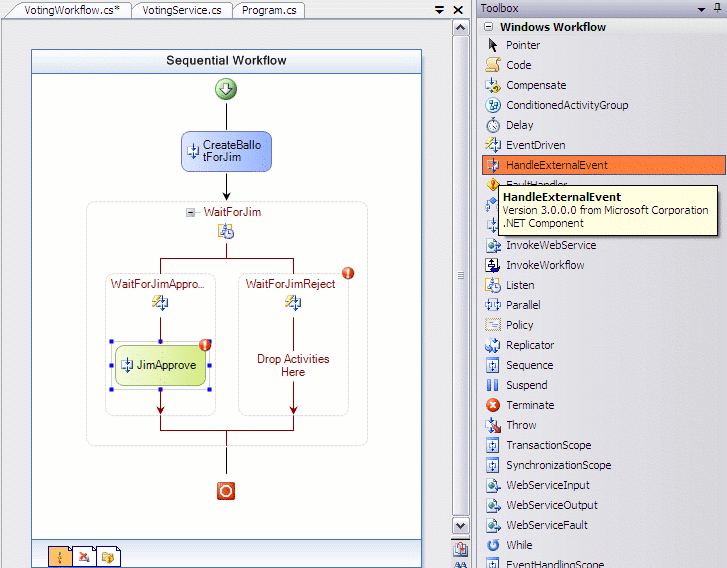 VotingWorkflow.cs*
VotingService.cs
Program.cs
Sequential Workflow
CreateBallo
tForJim
WaitForJim
WaitForJimAppro...
WaitForJimReject
JimApprove
Drop Activities
Here
Toolbox
Windows Workflow
Pointer
Code
Compensate
ConditionedActivityGroup
Delay
EventDriven
HandleExternalEvent
FaultHandler
HandleExternalEvent
Version 3.0.0.0 from Microsoft Corporation
.NET Component
InvokeWebService
InvokeWorkflow
Listen
Parallel
Policy
Replicator
Sequence
Suspend
Terminate
Throw
TransactionScope
SynchronizationScope
WebServiceInput
WebServiceOutput
WebServiceFault
While
EventHandlingScope